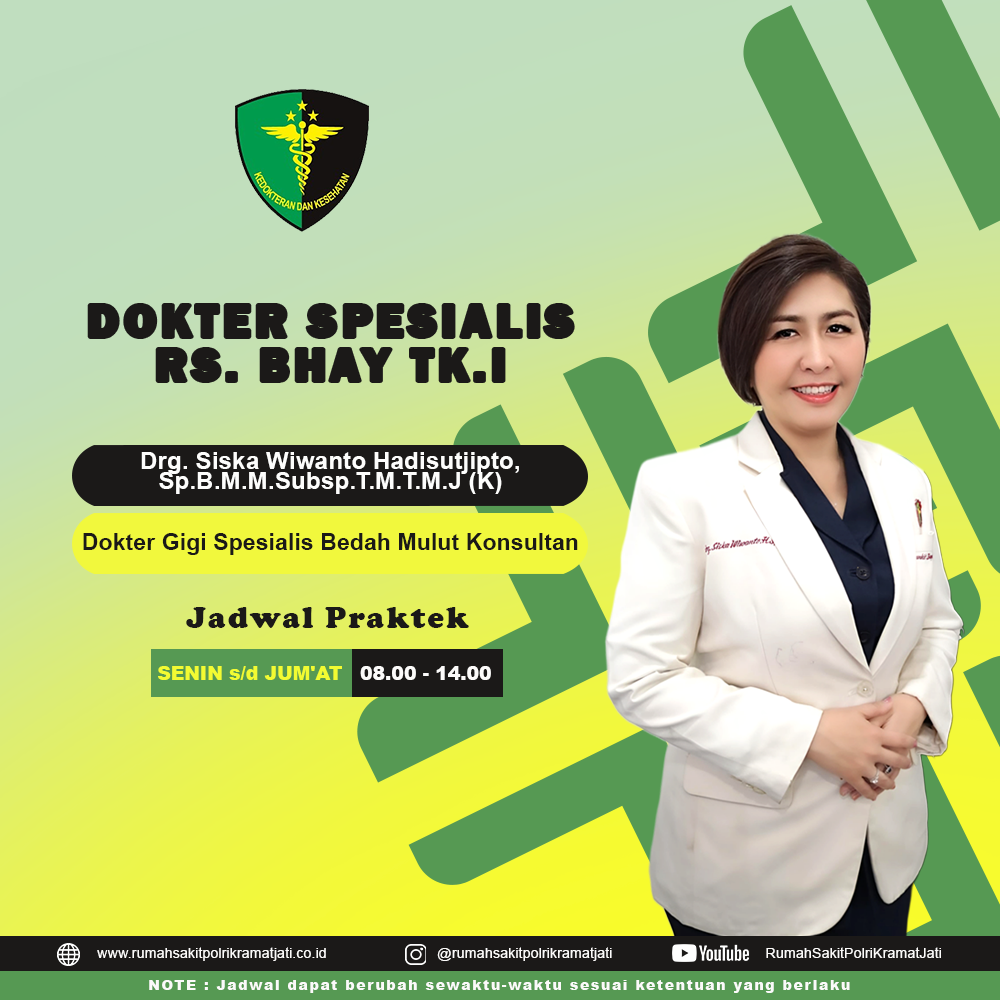 KEDOKTERAN DAN KESEHATAN
DOKTER SPESIALIS
RS. BHAY TK.I
Drg. Siska Wiwanto Hadisutjipto,
Sp.B.M.M.Subsp.T.M.T.M.J (K)
Dokter Gigi Spesialis Bedah Mulut Konsultan
Jadwal Praktek
SENIN s/d JUM'AT 08.00 - 14.00
Siska Wiwanto.H
www.rumahsakitpolrikramatjati.co.id @rumahsakitpolrikramatjati YouTube RumahSakitPolriKramatJati
NOTE : Jadwal dapat berubah sewaktu-waktu sesuai ketentuan yang berlaku